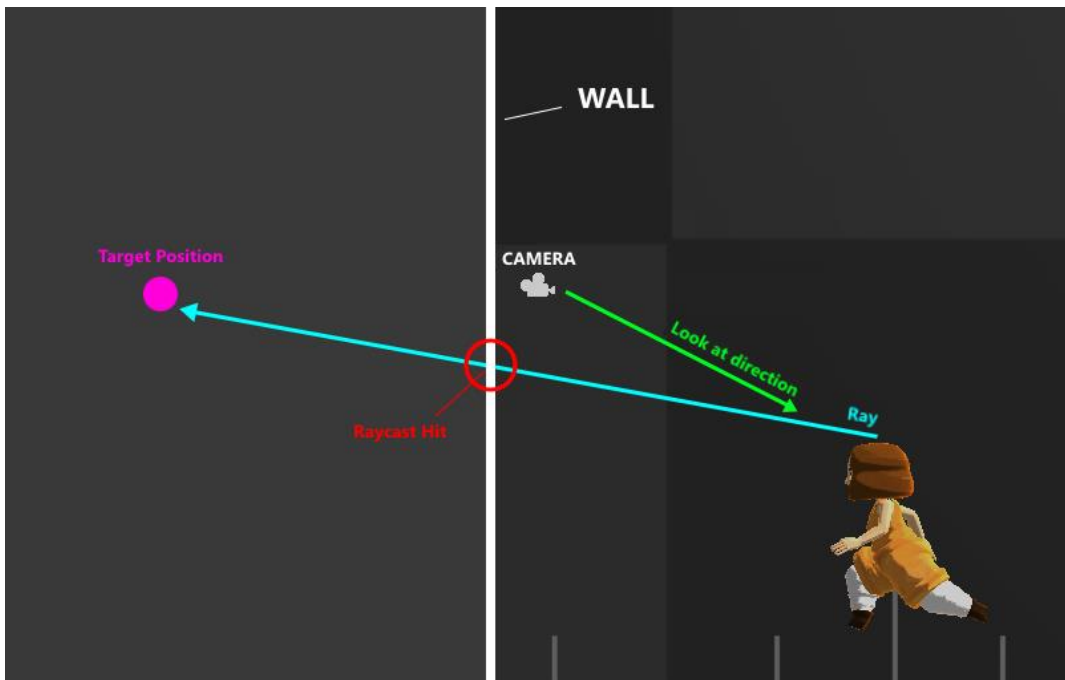 WALL
Target Position
CAMERA
Look at direction
Ray
Raycast Hit